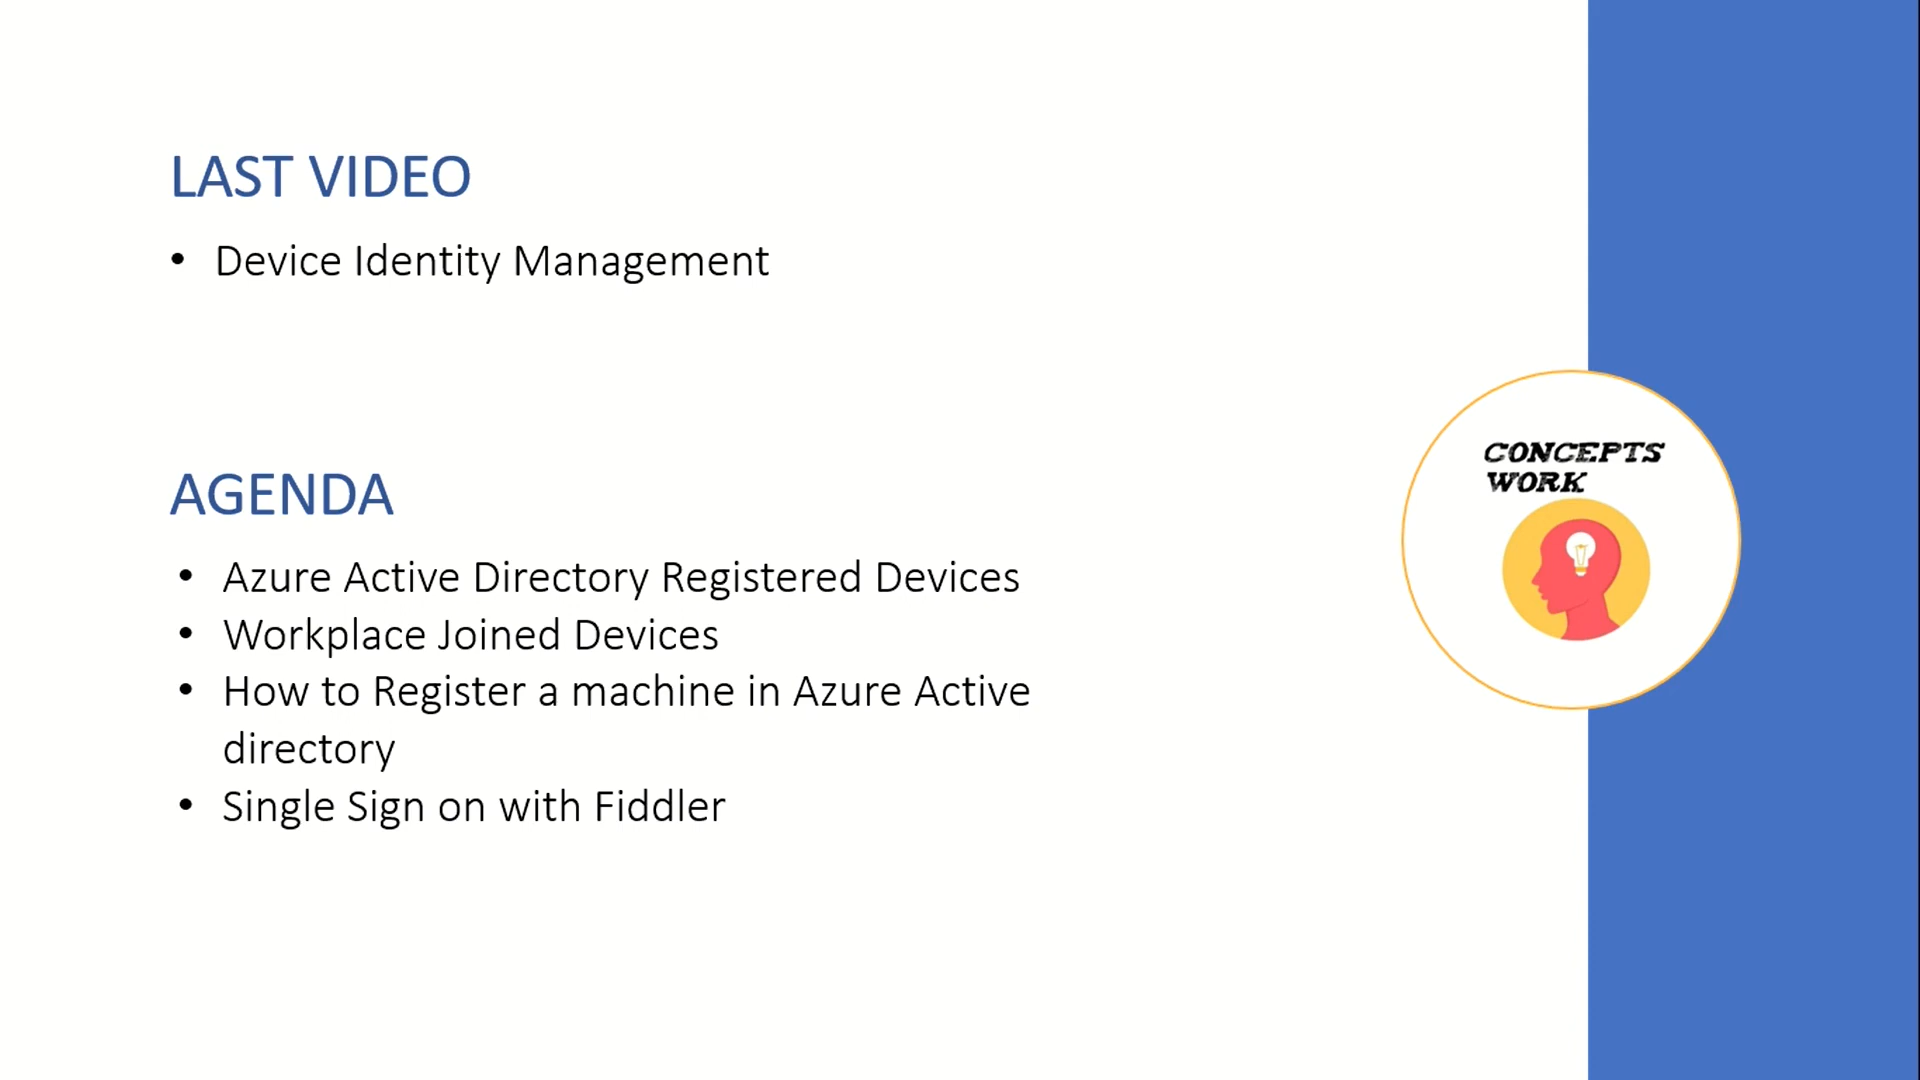 LAST VIDEO
• Device Identity Management
AGENDA
• Azure Active Directory Registered Devices
• Workplace Joined Devices
• How to Register a machine in Azure Active
directory
• Single Sign on with Fiddler
CONCEPTS
WORK